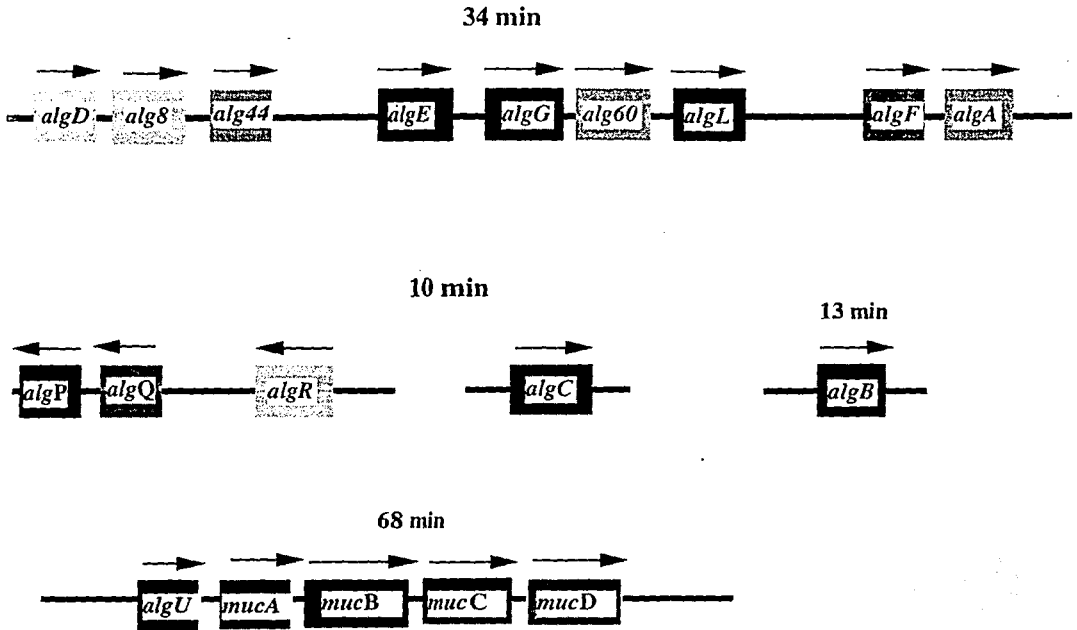 34 min
algD alg8 alg44 algE algG alg60 algL algF algA
10 min
13 min
algP algQ algR algC algB
68 min
algU mucA mucB mucC mucD